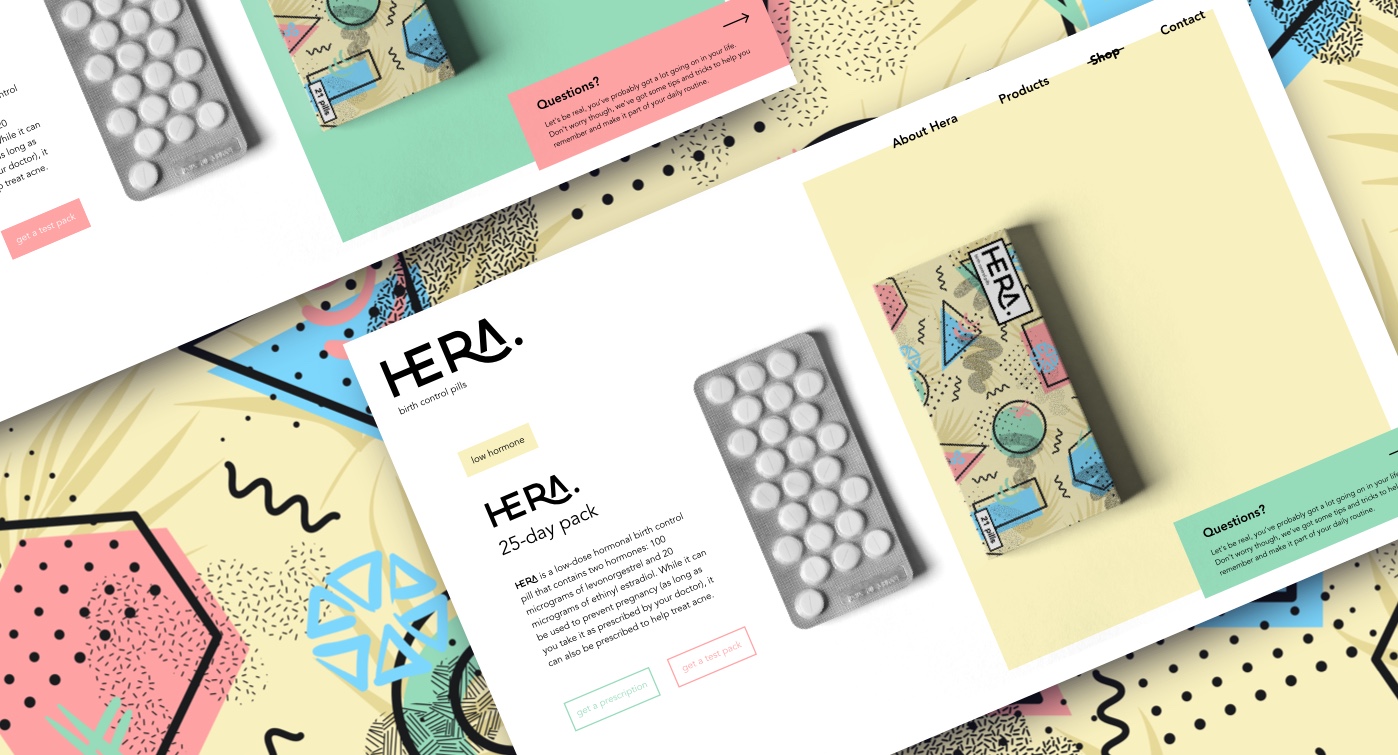 ntrol
20
While it can
s long as
ur doctor), it
p treat acne.
get a test pack
21 pills
Questions?
Let's be real, you've probably got a lot going on in your life.
Don't worry though, we've got some tips and tricks to help you
remember and make it part of your daily routine.
About Hera
Products
Shop
Contact
HERA.
birth control pills
low hormone
HERA.
25-day pack
HERA is a low-dose hormonal birth control
pill that contains two hormones: 100
micrograms of levonorgestrel and 20
micrograms of ethinyl estradiol. While it can
be used to prevent pregnancy (as long as
you take it as prescribed by your doctor), it
can also be prescribed to help treat acne.
get a prescription
get a test pack
HERA.
21 pills
Questions?
Let's be real, you've probably got a lot going on in your life
Don't worry though, we've got some tips and tricks to help
remember and make it part of your daily routine.